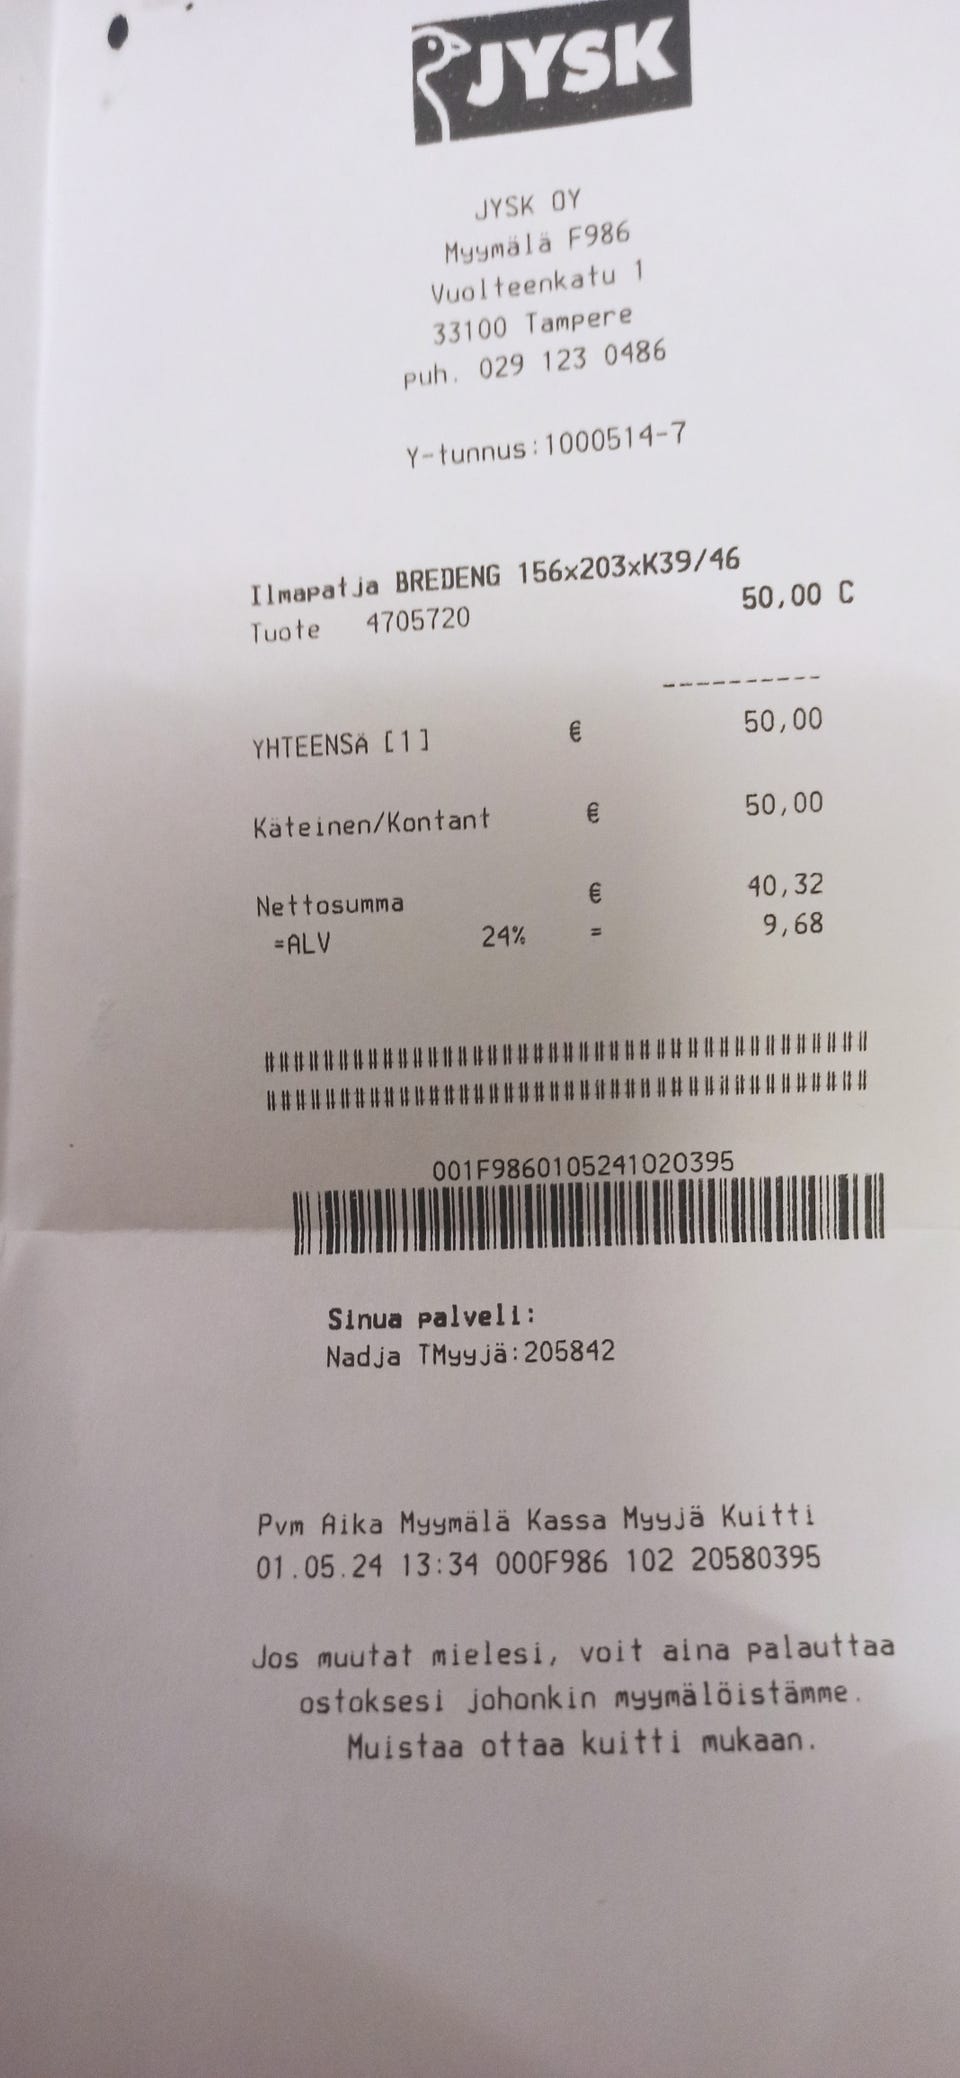 JYSK
JYSK OY
Myymälä F986
Vuolteenkatu 1
33100 Tampere
puh. 029 123 0486
Y-tunnus:1000514-7
Ilmapatja BREDENG 156x203xK39/46
Tuote 4705720 50,00 C
----------
YHTEENSÄ [1] € 50,00
Käteinen/Kontant € 50,00
Nettosumma € 40,32
=ALV 24% = 9,68
########################################
########################################
001F9860105241020395
Sinua palveli:
Nadja TMyyjä:205842
Pvm Aika Myymälä Kassa Myyjä Kuitti
01.05.24 13:34 000F986 102 20580395
Jos muutat mielesi, voit aina palauttaa
ostoksesi johonkin myymälöistämme.
Muistaa ottaa kuitti mukaan.